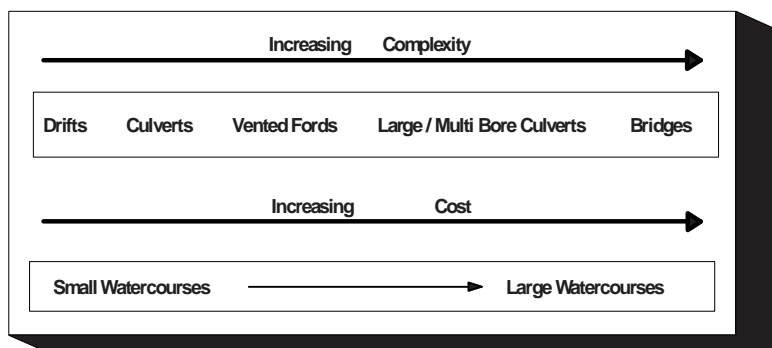 Increasing Complexity
Drifts Culverts Vented Fords Large / Multi Bore Culverts Bridges
Increasing Cost
Small Watercourses Large Watercourses